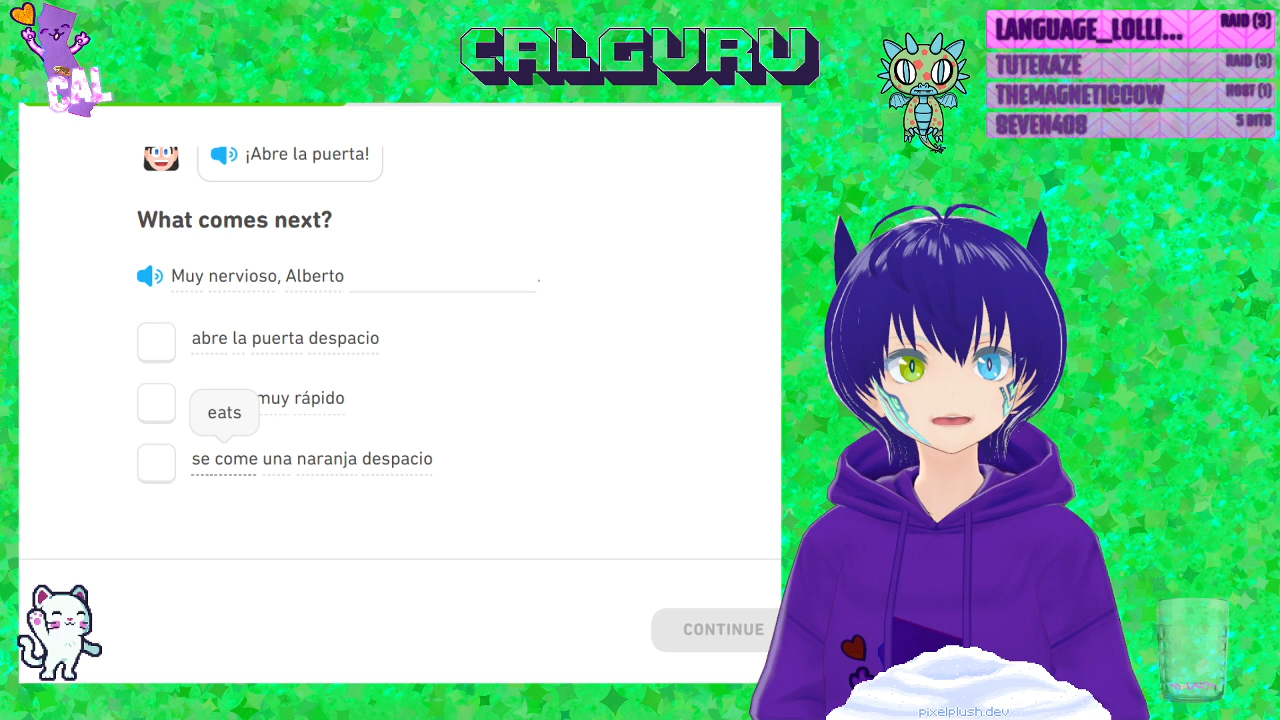 CAL
CALGURU
LANGUAGE_LOLLI... RAID (3)
TUTEKAZE RAID (3)
THEMAGNETICCOW HOST (1)
8EVEN408 5 BITS
¡Abre la puerta!
What comes next?
Muy nervioso, Alberto .
abre la puerta despacio
muy rápido
eats
se come una naranja despacio
CONTINUE
pixelplush.dev